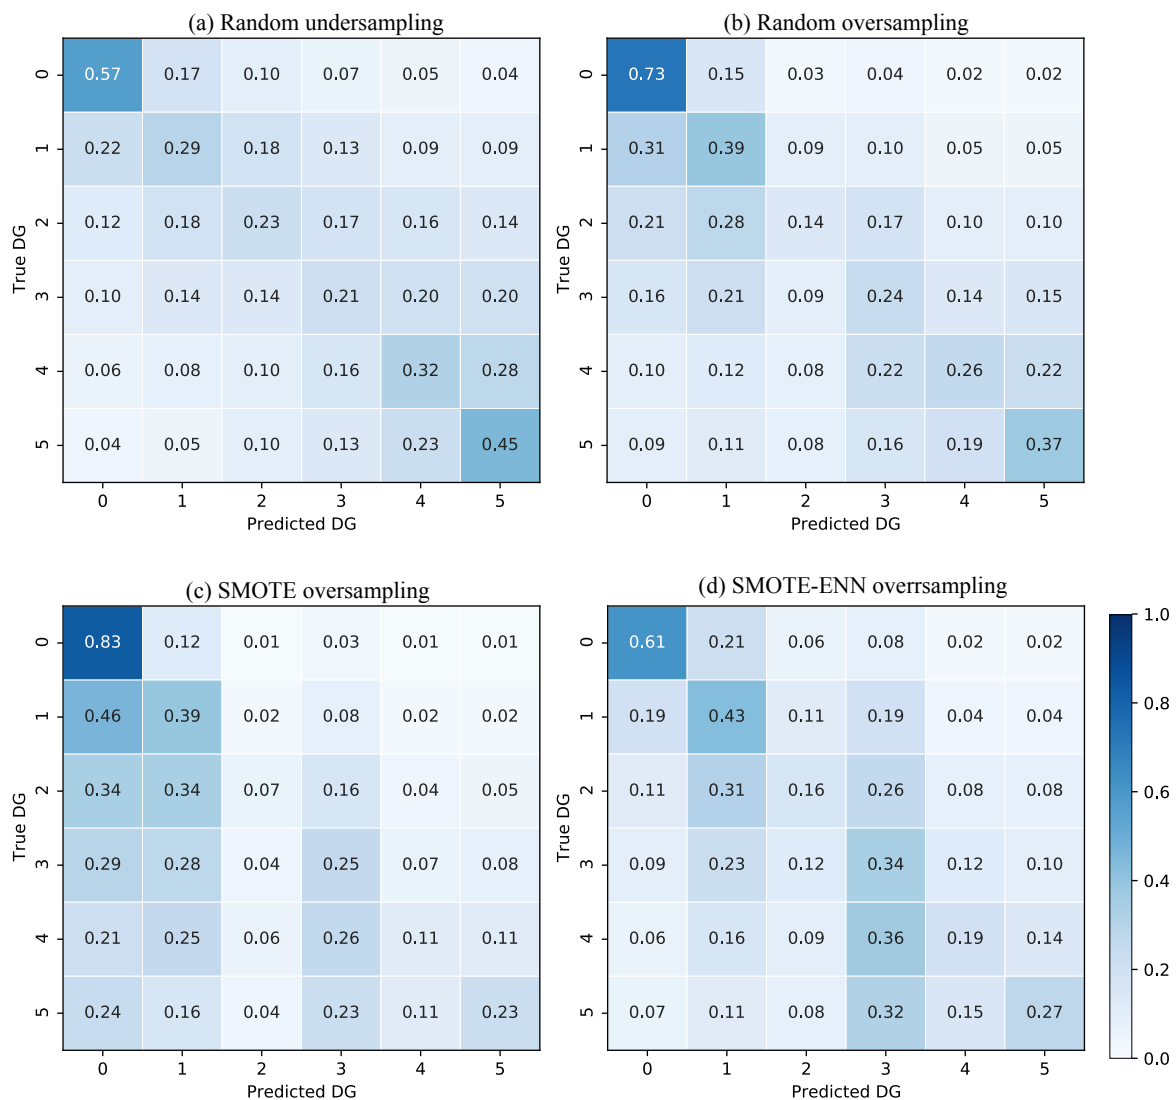 (a) Random undersampling
0 0.57 0.17 0.10 0.07 0.05 0.04
1 0.22 0.29 0.18 0.13 0.09 0.09
2 0.12 0.18 0.23 0.17 0.16 0.14
3 0.10 0.14 0.14 0.21 0.20 0.20
4 0.06 0.08 0.10 0.16 0.32 0.28
5 0.04 0.05 0.10 0.13 0.23 0.45
True DG
0 1 2 3 4 5
Predicted DG
(b) Random oversampling
0 0.73 0.15 0.03 0.04 0.02 0.02
1 0.31 0.39 0.09 0.10 0.05 0.05
2 0.21 0.28 0.14 0.17 0.10 0.10
3 0.16 0.21 0.09 0.24 0.14 0.15
4 0.10 0.12 0.08 0.22 0.26 0.22
5 0.09 0.11 0.08 0.16 0.19 0.37
True DG
0 1 2 3 4 5
Predicted DG
(c) SMOTE oversampling
0 0.83 0.12 0.01 0.03 0.01 0.01
1 0.46 0.39 0.02 0.08 0.02 0.02
2 0.34 0.34 0.07 0.16 0.04 0.05
3 0.29 0.28 0.04 0.25 0.07 0.08
4 0.21 0.25 0.06 0.26 0.11 0.11
5 0.24 0.16 0.04 0.23 0.11 0.23
True DG
0 1 2 3 4 5
Predicted DG
(d) SMOTE-ENN overrsampling
0 0.61 0.21 0.06 0.08 0.02 0.02
1 0.19 0.43 0.11 0.19 0.04 0.04
2 0.11 0.31 0.16 0.26 0.08 0.08
3 0.09 0.23 0.12 0.34 0.12 0.10
4 0.06 0.16 0.09 0.36 0.19 0.14
5 0.07 0.11 0.08 0.32 0.15 0.27
True DG
0 1 2 3 4 5
Predicted DG
1.0
0.8
0.6
0.4
0.2
0.0